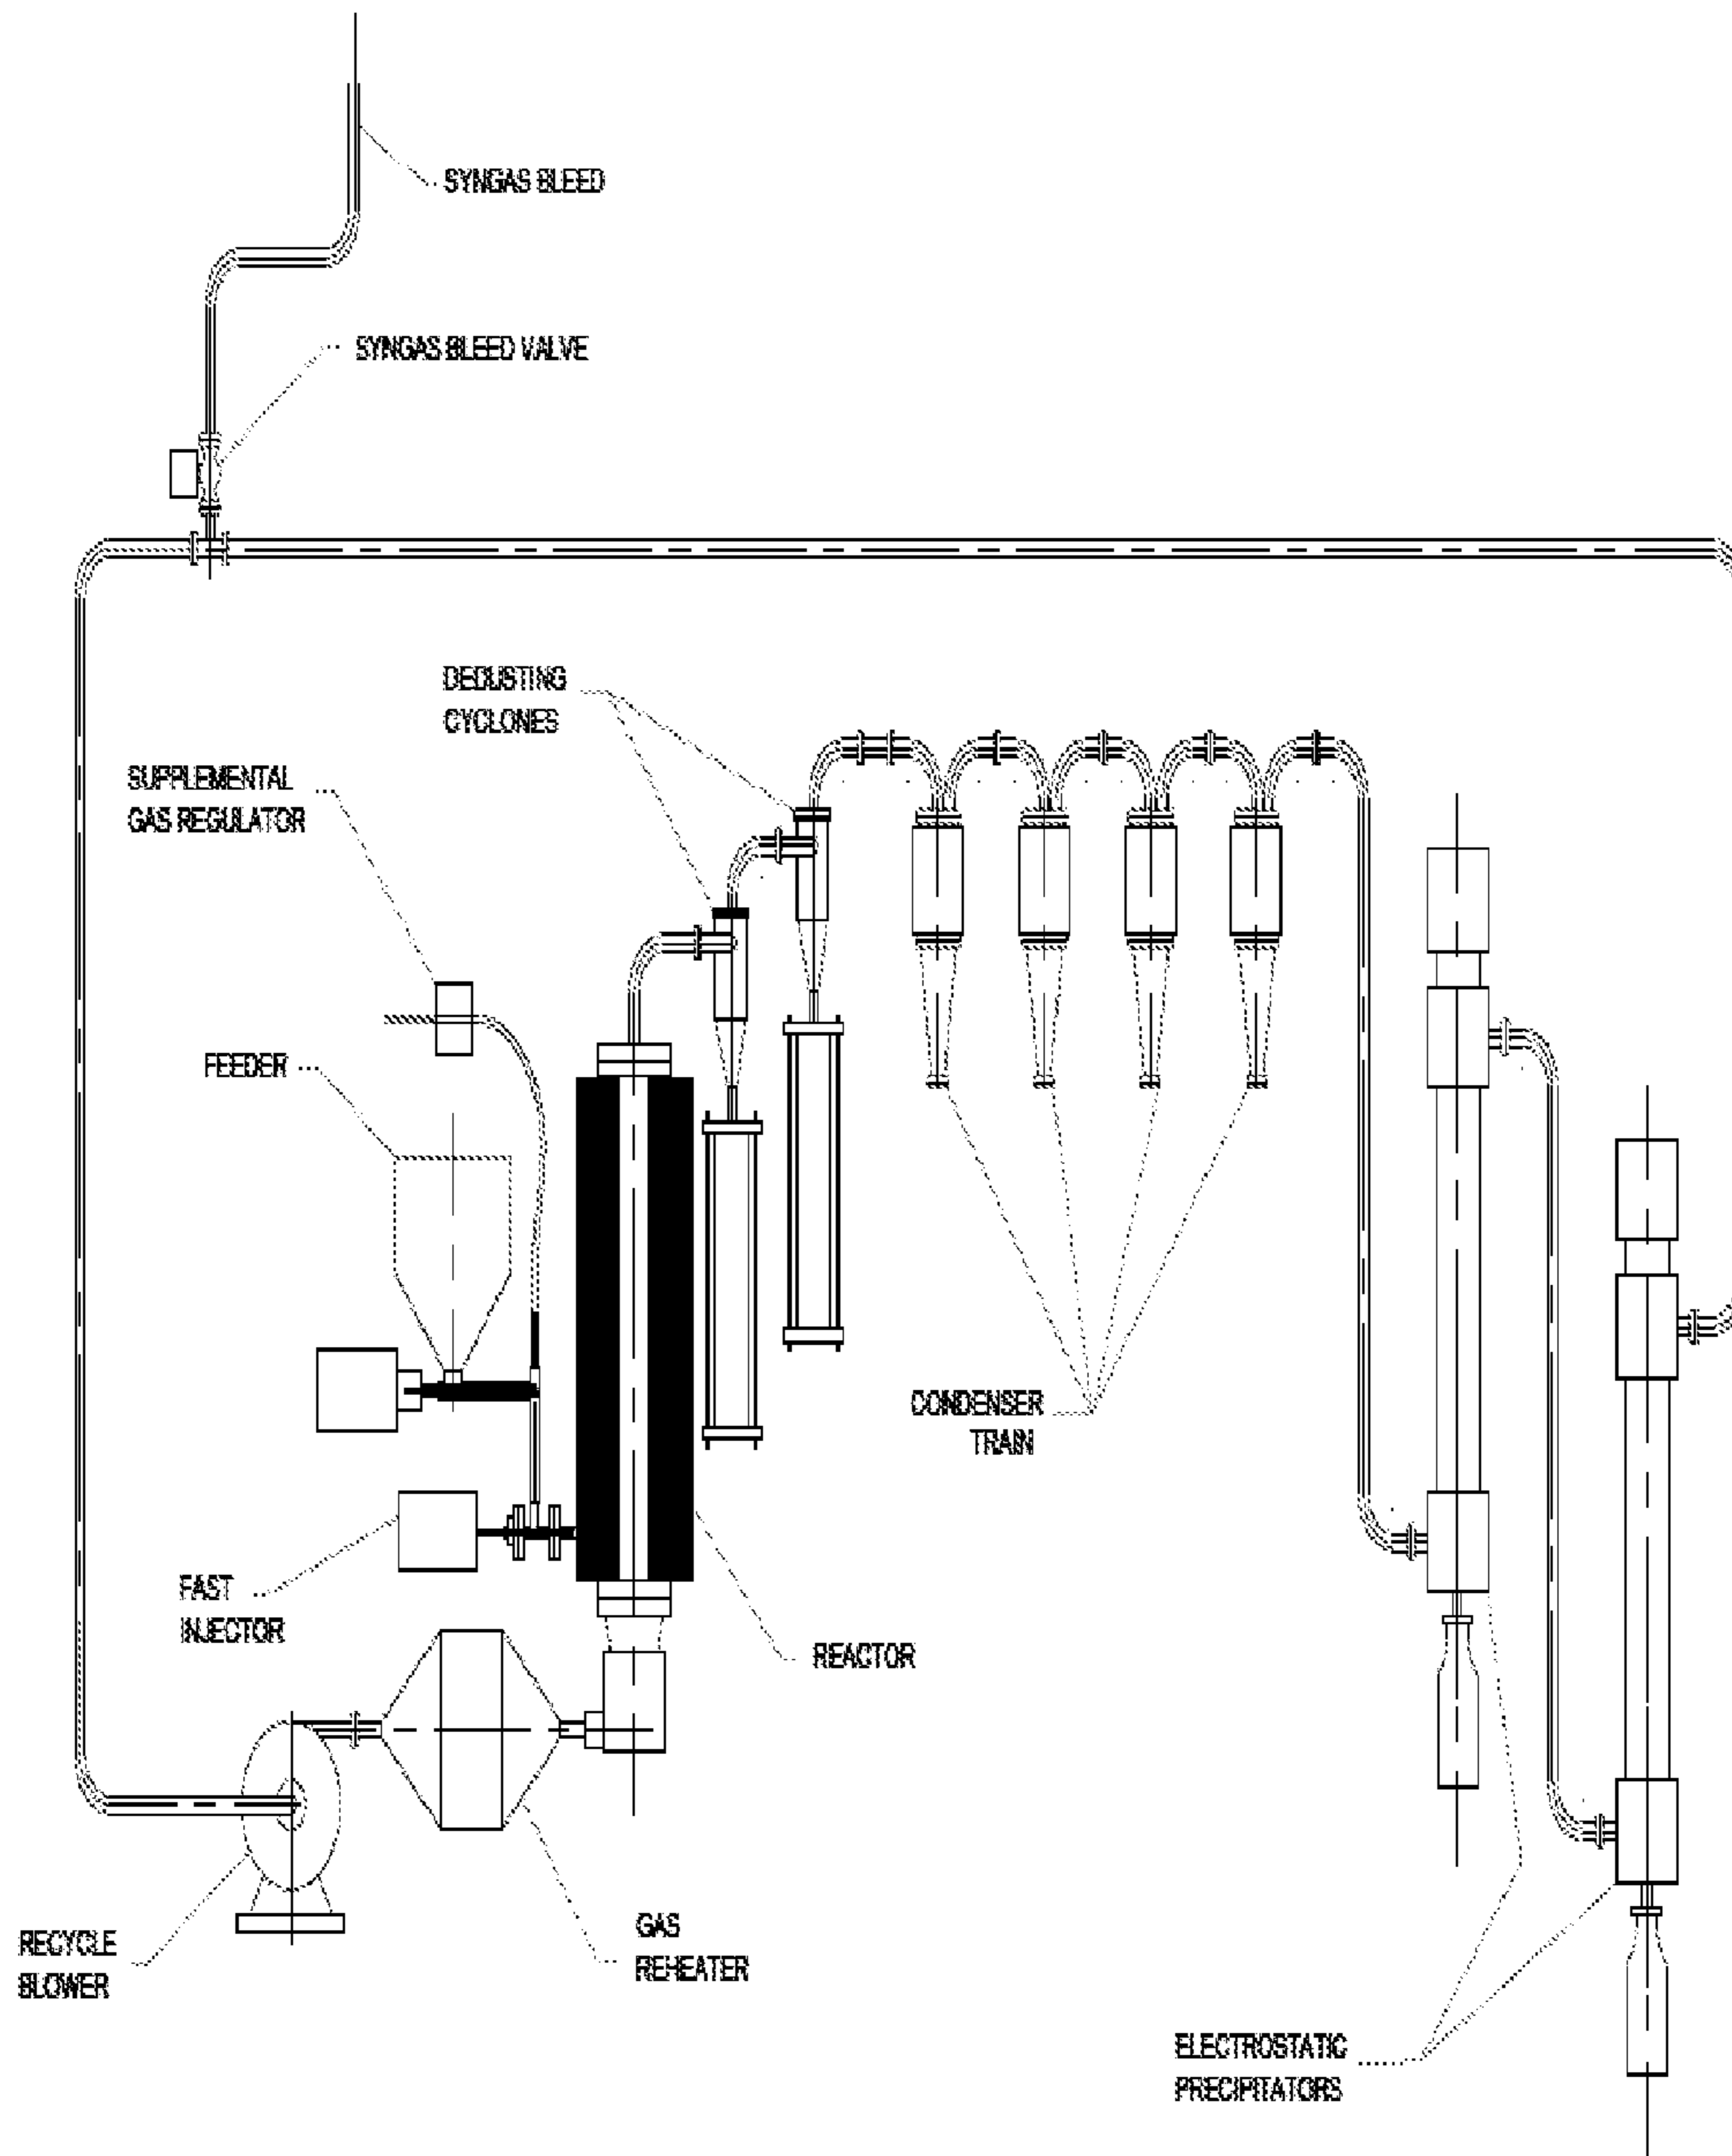 SYNGAS BLEED
SYNGAS BLEED VALVE
DEDUSTING
CYCLONES
SUPPLEMENTAL
GAS REGULATOR
FEEDER
CONDENSER
TRAIN
FAST
INJECTOR
REACTOR
RECYCLE
BLOWER
GAS
REHEATER
ELECTROSTATIC
PRECIPITATORS